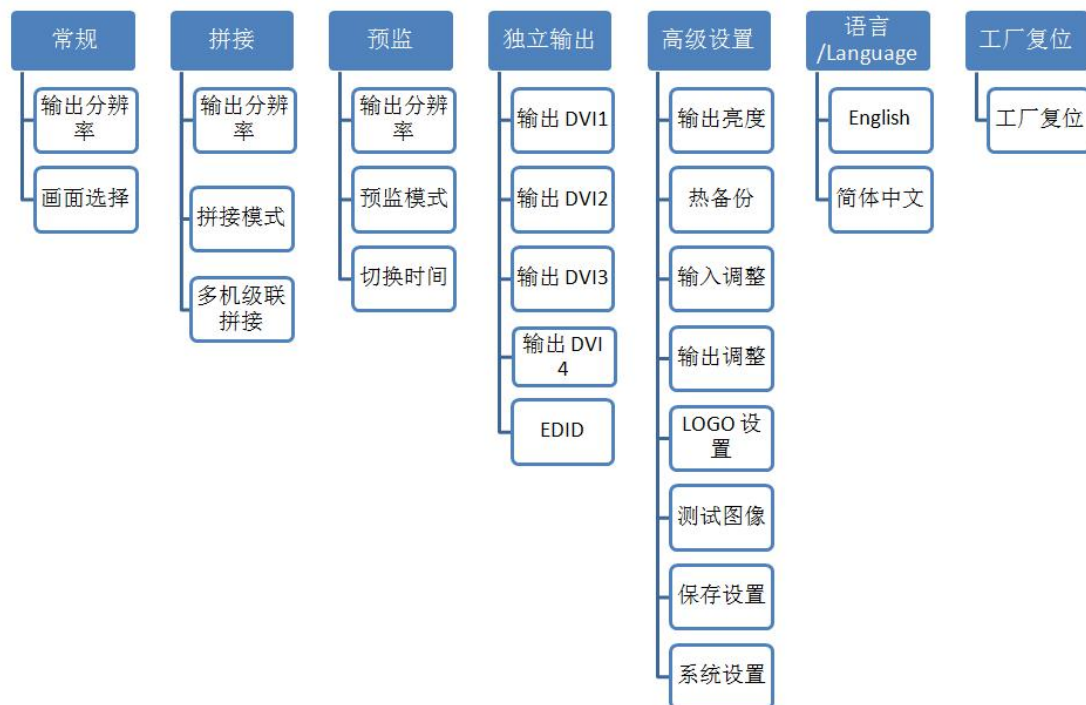 常规
输出分辨
率
画面选择
拼接
输出分辨
率
拼接模式
多机级联
拼接
预监
输出分辨
率
预监模式
切换时间
独立输出
输出 DVI1
输出 DVI2
输出 DVI3
输出 DVI
4
EDID
高级设置
输出亮度
热备份
输入调整
输出调整
LOGO 设
置
测试图像
保存设置
系统设置
语言
/Language
English
简体中文
工厂复位
工厂复位